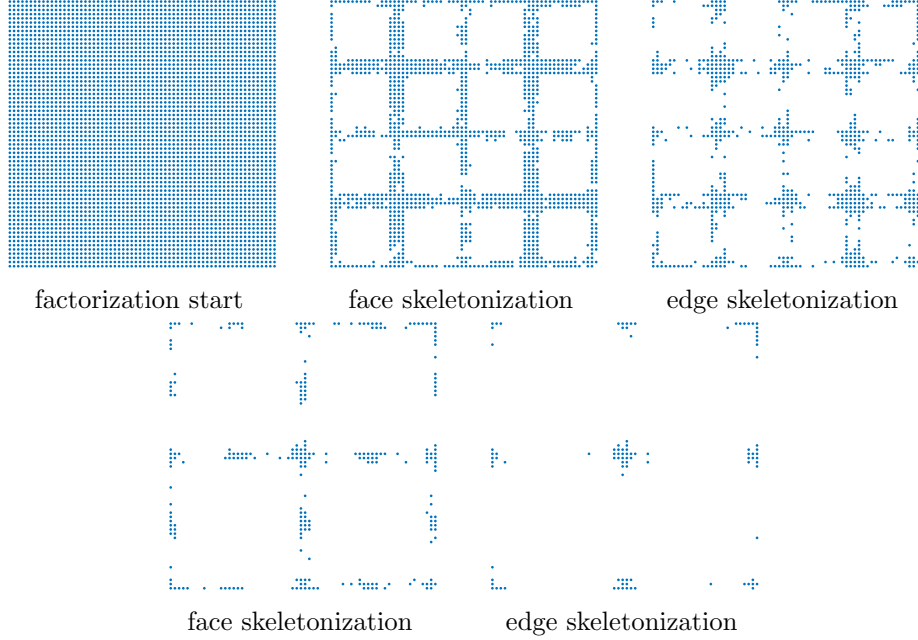 factorization start
face skeletonization
edge skeletonization
face skeletonization
edge skeletonization